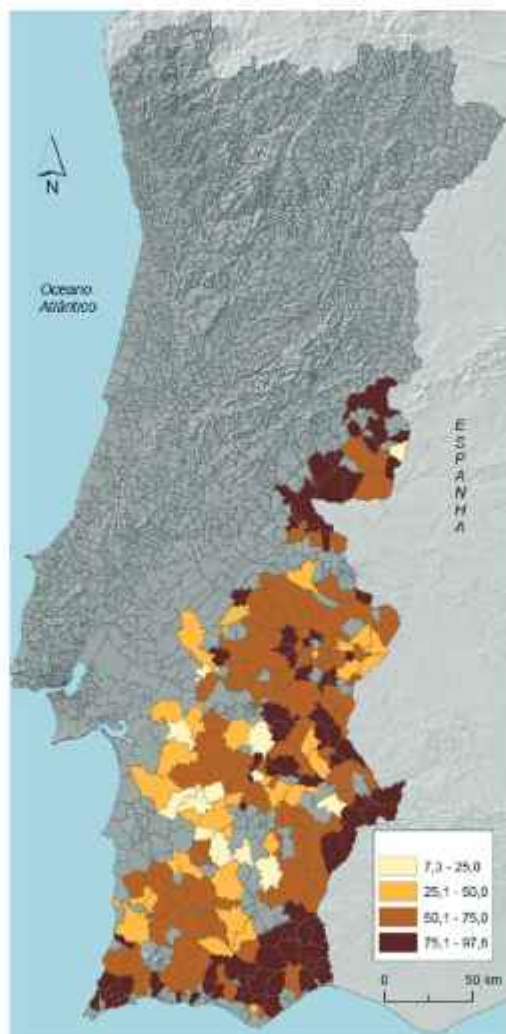 N
Oceano
Atlântico
ESPANHA
7,3 - 25,0
25,1 - 50,0
50,1 - 75,0
75,1 - 97,6
0 50 km